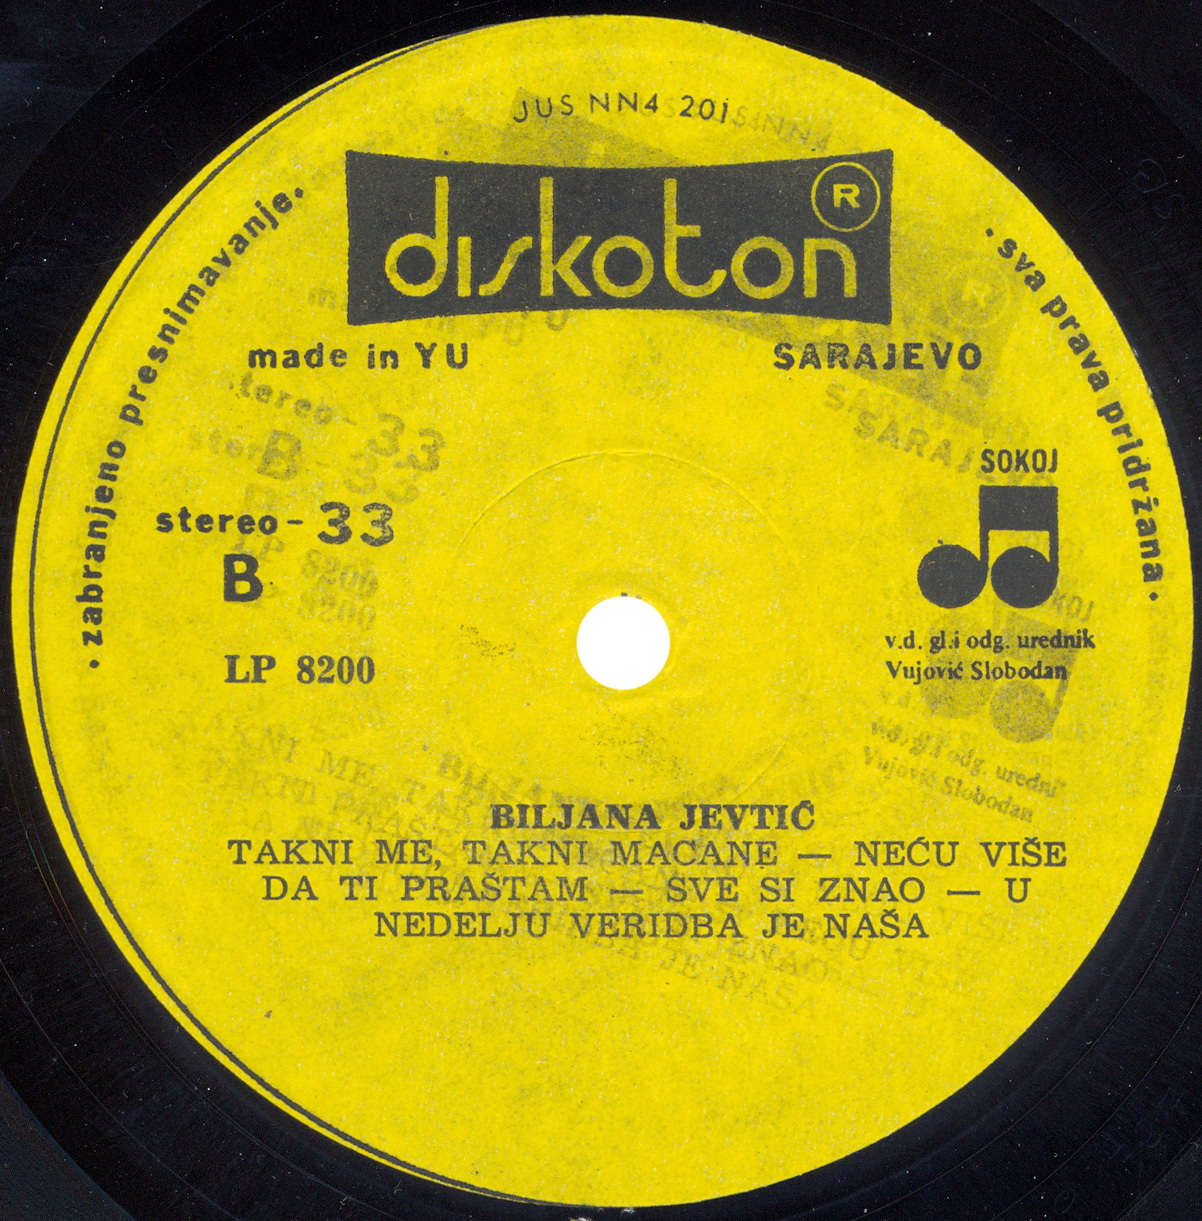 JUS NN4 201
diskoton ®
made in YU
SARAJEVO
• zabranjeno presnimavanje. •
• sva prava pridržana •
stereo - 33
B
LP 8200
SOKOJ
v.d. gl.i odg. urednik
Vujović Slobodan
BILJANA JEVTIĆ
TAKNI ME, TAKNI MACANE — NEĆU VIŠE
DA TI PRAŠTAM — SVE SI ZNAO — U
NEDELJU VERIDBA JE NAŠA